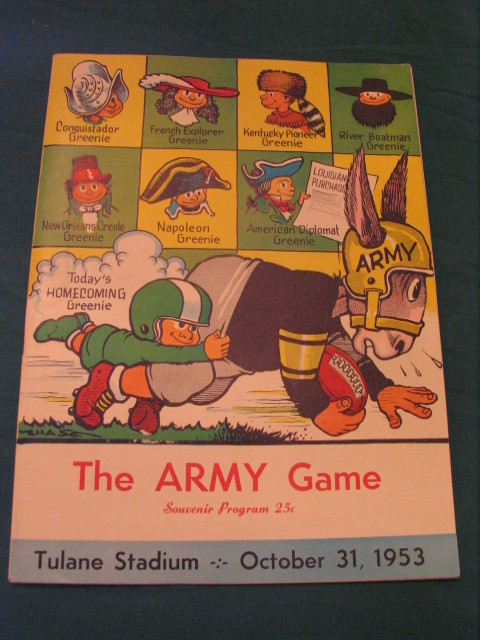 Conquistador
Greenie
French Explorer
Greenie
Kentucky Pioneer
Greenie
River Boatman
Greenie
New Orleans Creole
Greenie
Napoleon
Greenie
LOUISIANA
PURCHASE
American Diplomat
Greenie
ARMY
Today's
HOMECOMING
Greenie
CHASE
The ARMY Game
Souvenir Program 25c
Tulane Stadium -:- October 31, 1953